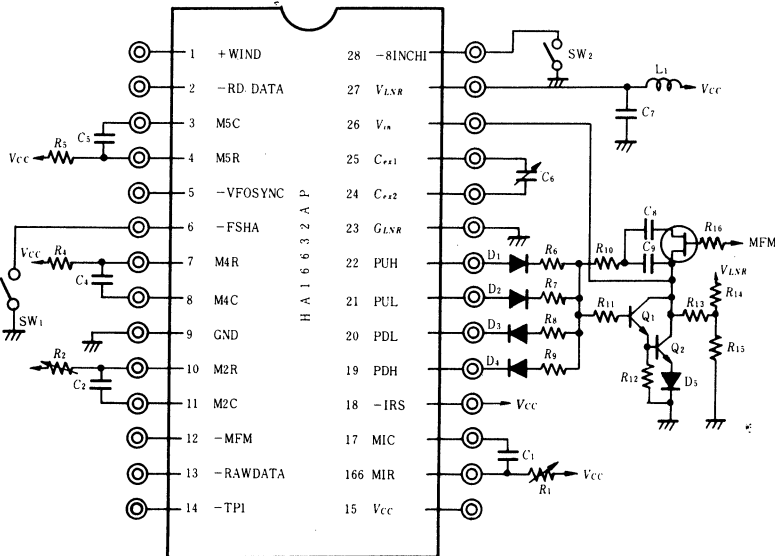 1 +WIND
2 -RD. DATA
3 M5C
4 M5R
5 -VFOSYNC
6 -FSHA
7 M4R
8 M4C
9 GND
10 M2R
11 M2C
12 -MFM
13 -RAWDATA
14 -TP1
HA16632AP
28 -8INCHI
27 VLNR
26 Vin
25 Cex1
24 Cex2
23 GLNR
22 PUH
21 PUL
20 PDL
19 PDH
18 -IRS
17 MIC
166 MIR
15 Vcc
C5
R5
Vcc
Vcc
R4
C4
SW1
R2
C2
SW2
L1
Vcc
C7
C6
C8
R16
MFM
C9
R10
D1
R6
D2
R7
D3
R8
D4
R9
R11
Q1
Q2
R12
D5
R13
VLNR
R14
R15
Vcc
C1
R1
Vcc